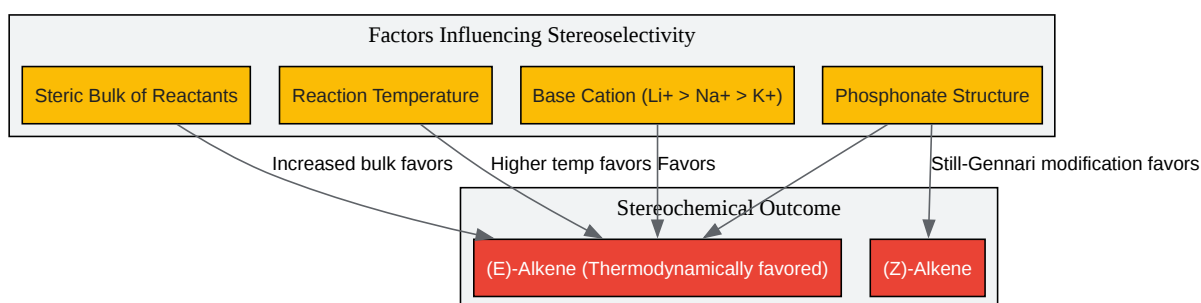 Factors Influencing Stereoselectivity
Steric Bulk of Reactants
Reaction Temperature
Base Cation (Li+ > Na+ > K+)
Phosphonate Structure
Increased bulk favors
Higher temp favors
Favors
Still-Gennari modification favors
Stereochemical Outcome
(E)-Alkene (Thermodynamically favored)
(Z)-Alkene